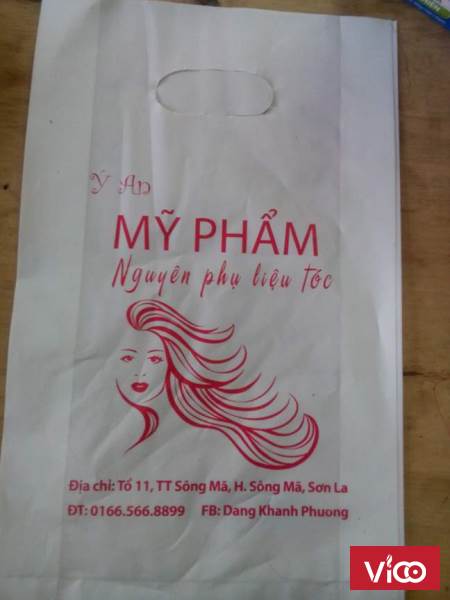 Ý An
MỸ PHẨM
Nguyên phụ liệu tóc
Địa chỉ: Tổ 11, TT Sông Mã, H. Sông Mã, Sơn La
ĐT: 0166.566.8899 FB: Dang Khanh Phuong
ViCO